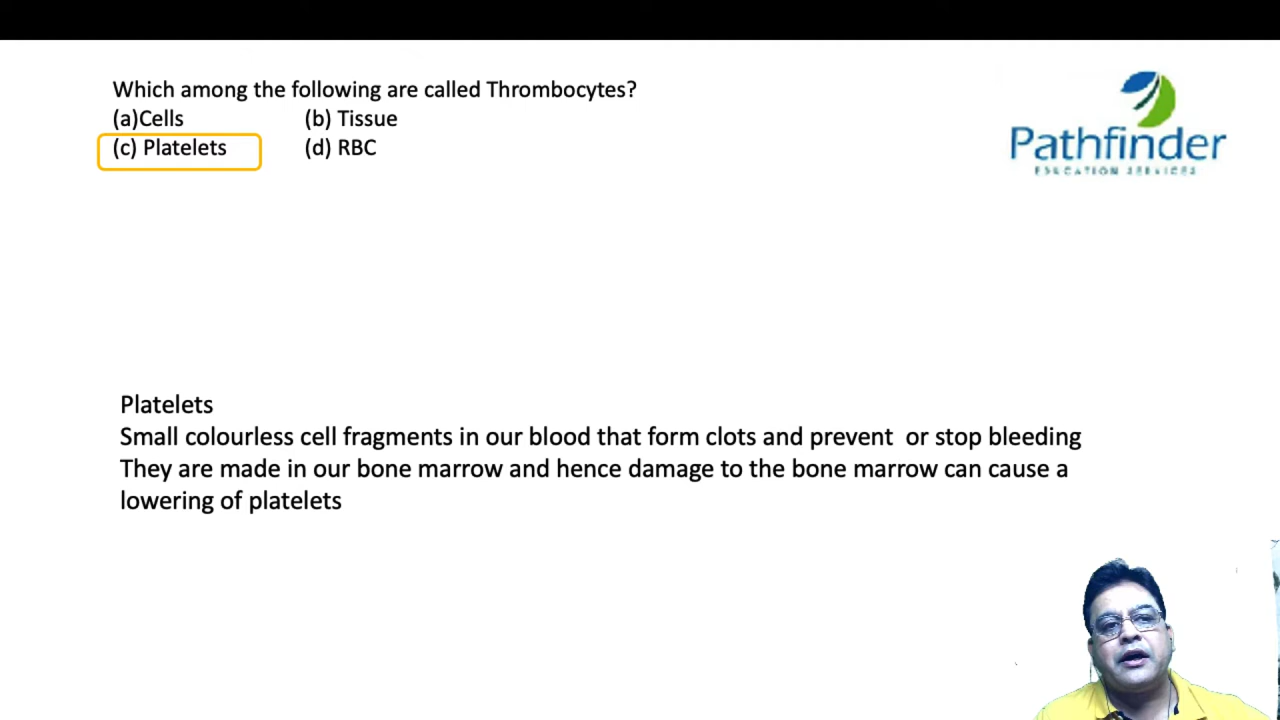 Which among the following are called Thrombocytes?
(a)Cells (b) Tissue
(c) Platelets (d) RBC
Pathfinder
EDUCATION SERVICES
Platelets
Small colourless cell fragments in our blood that form clots and prevent or stop bleeding
They are made in our bone marrow and hence damage to the bone marrow can cause a
lowering of platelets